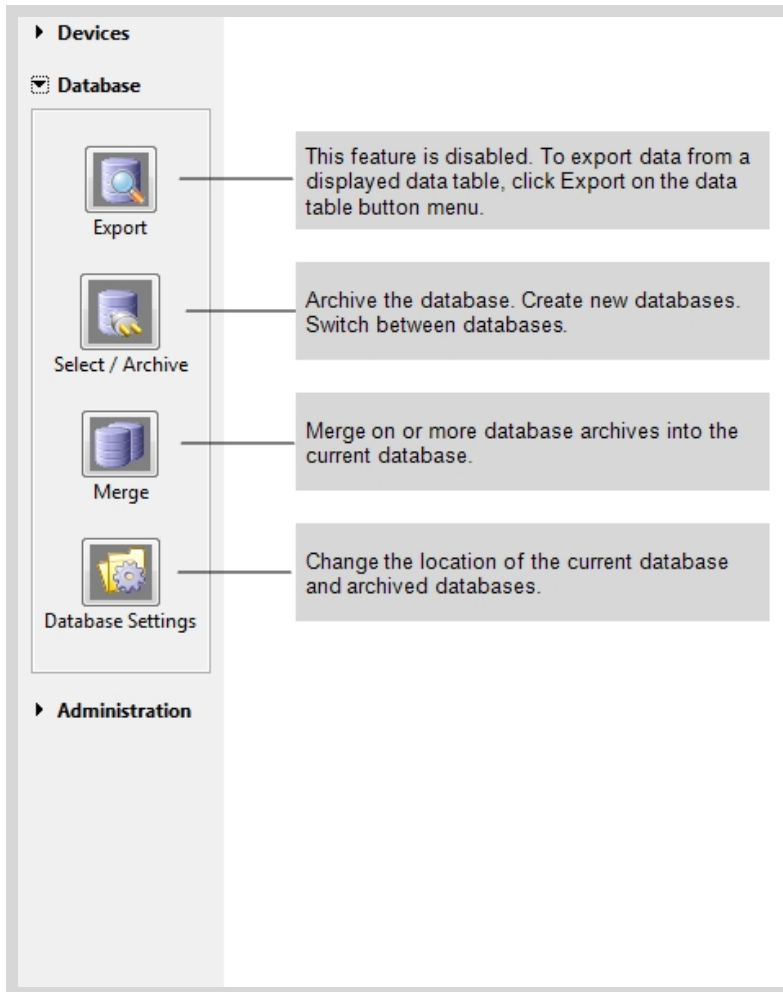 Devices
Database
Export
This feature is disabled. To export data from a
displayed data table, click Export on the data
table button menu.
Select / Archive
Archive the database. Create new databases.
Switch between databases.
Merge
Merge on or more database archives into the
current database.
Database Settings
Change the location of the current database
and archived databases.
Administration